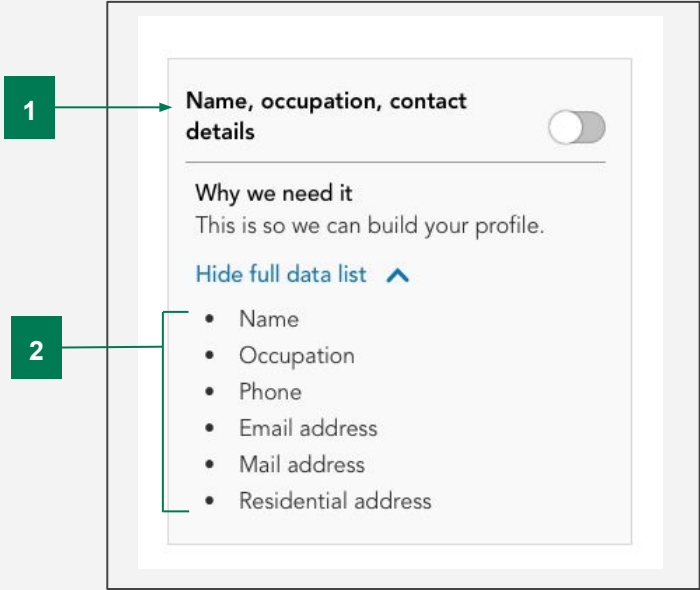 1
Name, occupation, contact
details
Why we need it
This is so we can build your profile.
Hide full data list
2
• Name
• Occupation
• Phone
• Email address
• Mail address
• Residential address